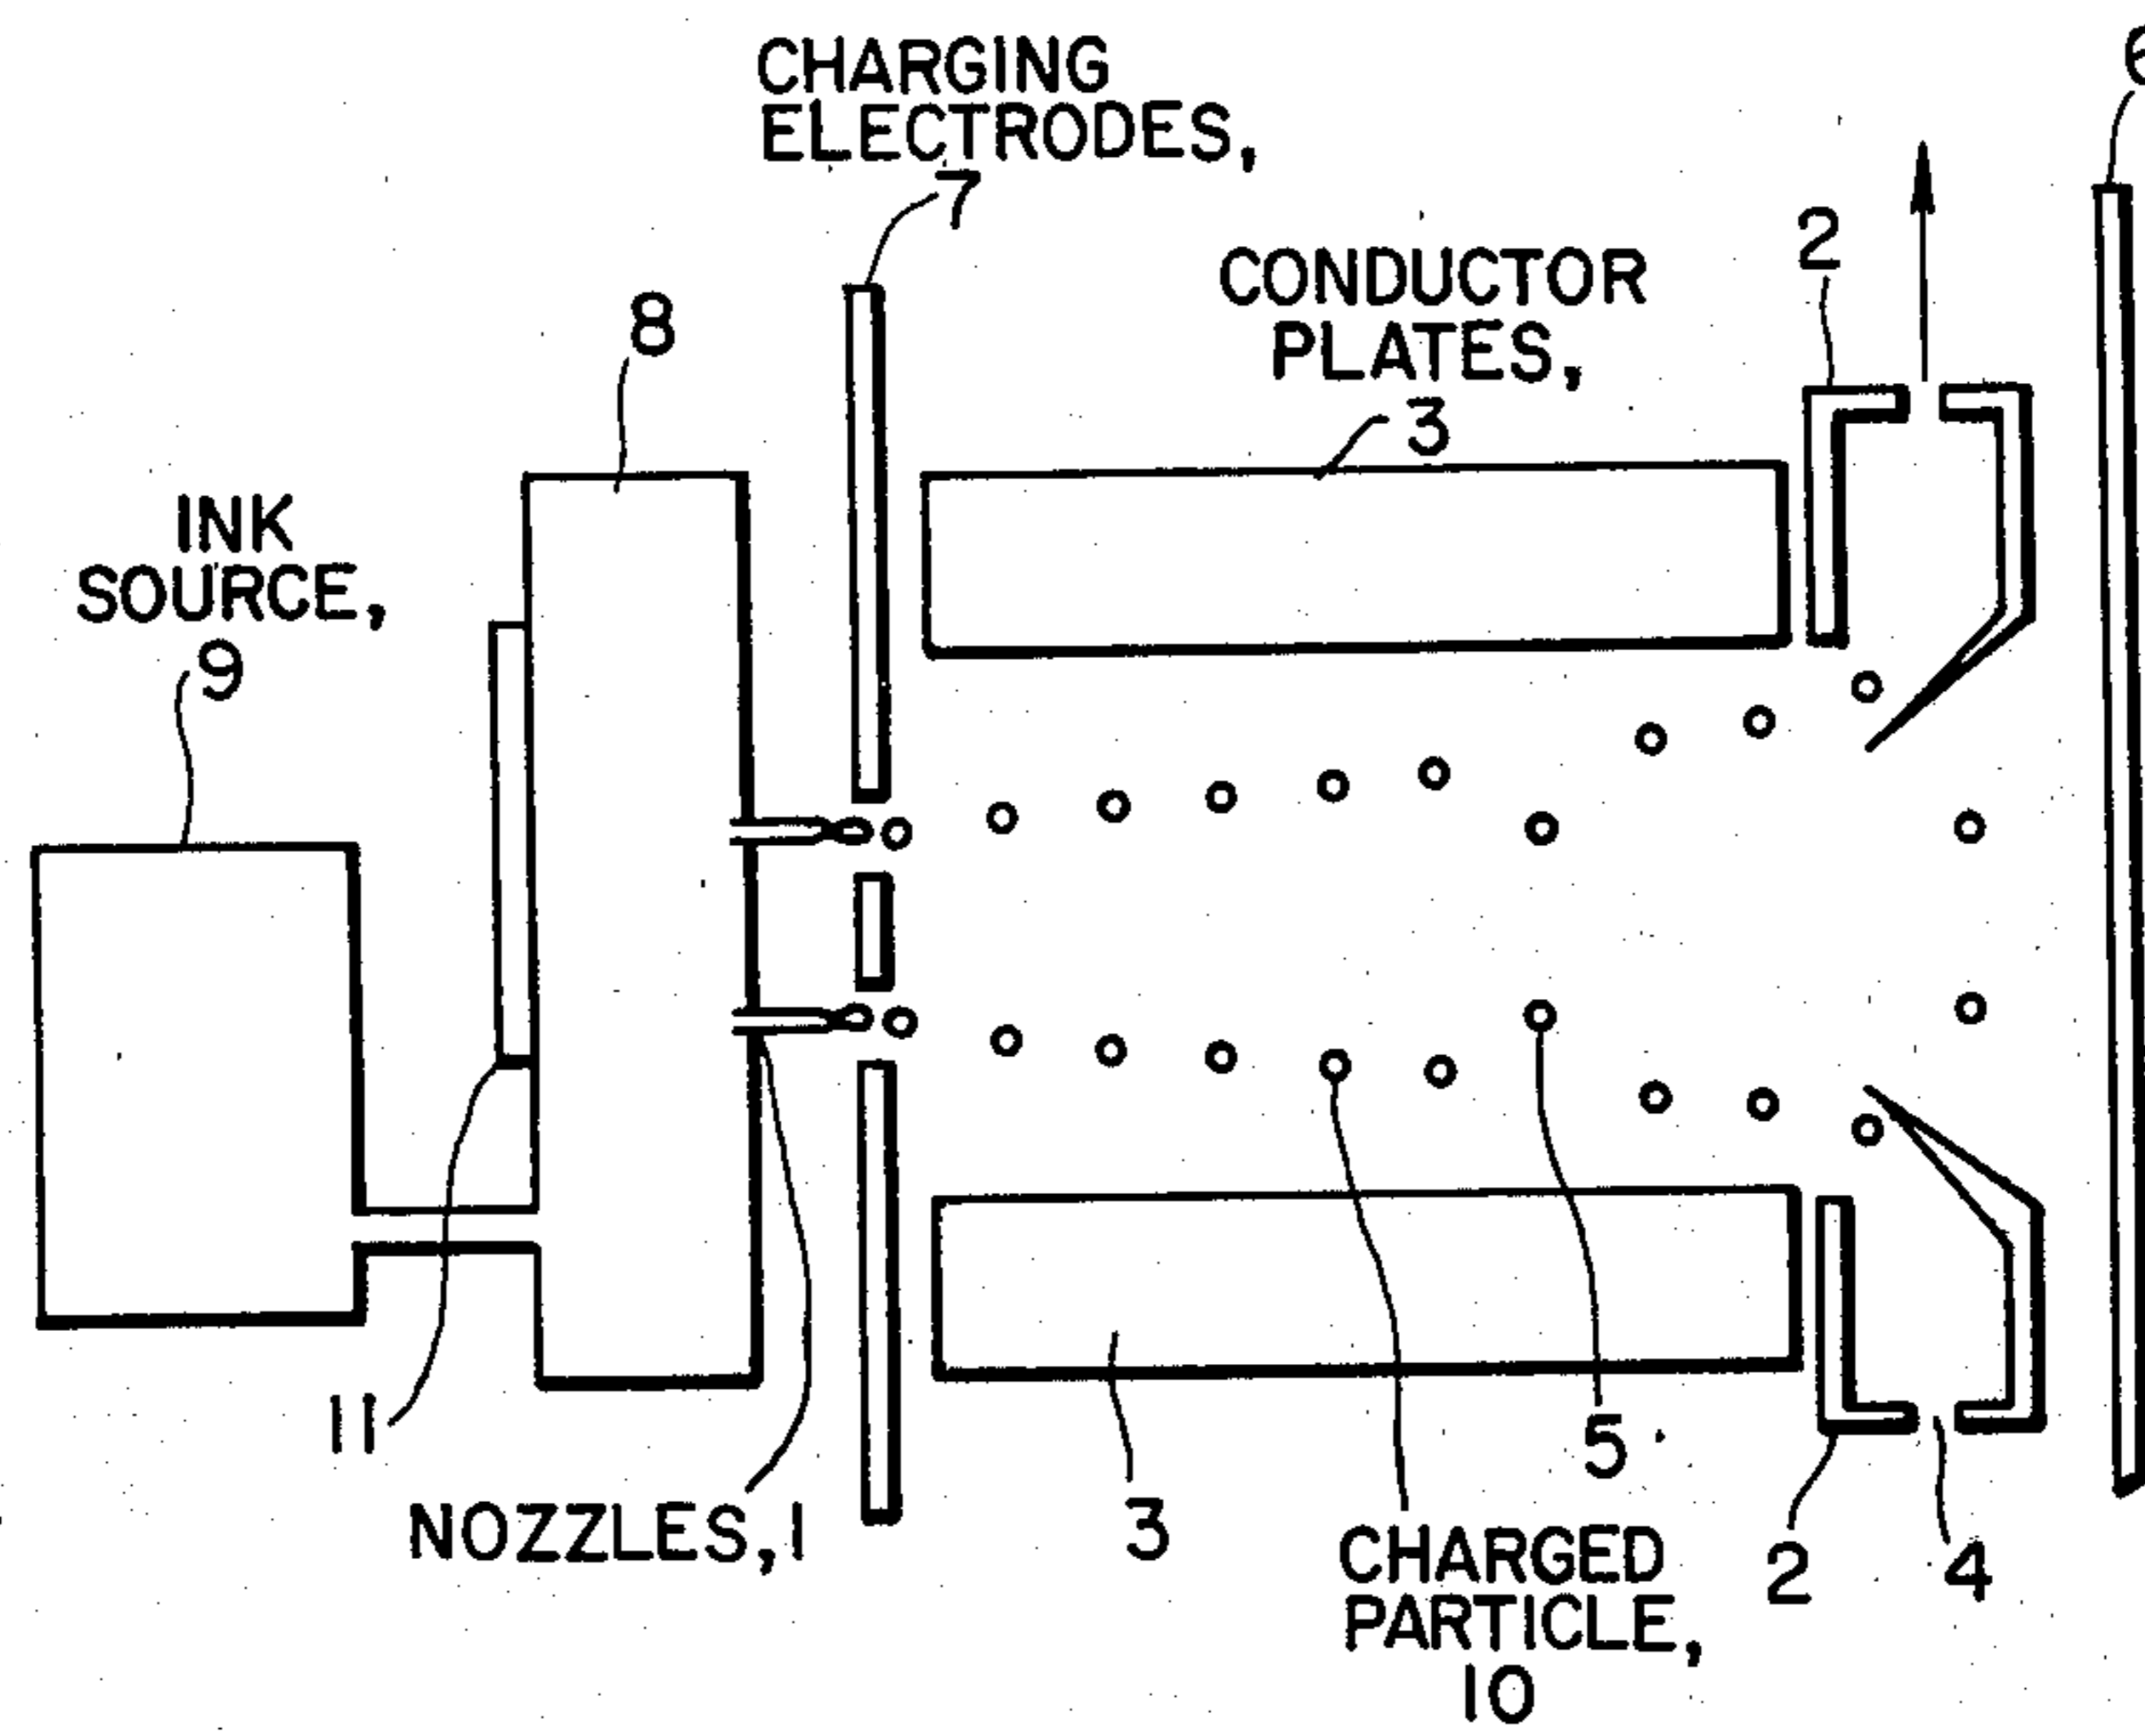 CHARGING
ELECTRODES,
7
6
2
CONDUCTOR
PLATES,
3
8
INK
SOURCE,
9
11
NOZZLES,1
3
5
CHARGED
PARTICLE,
10
2
4